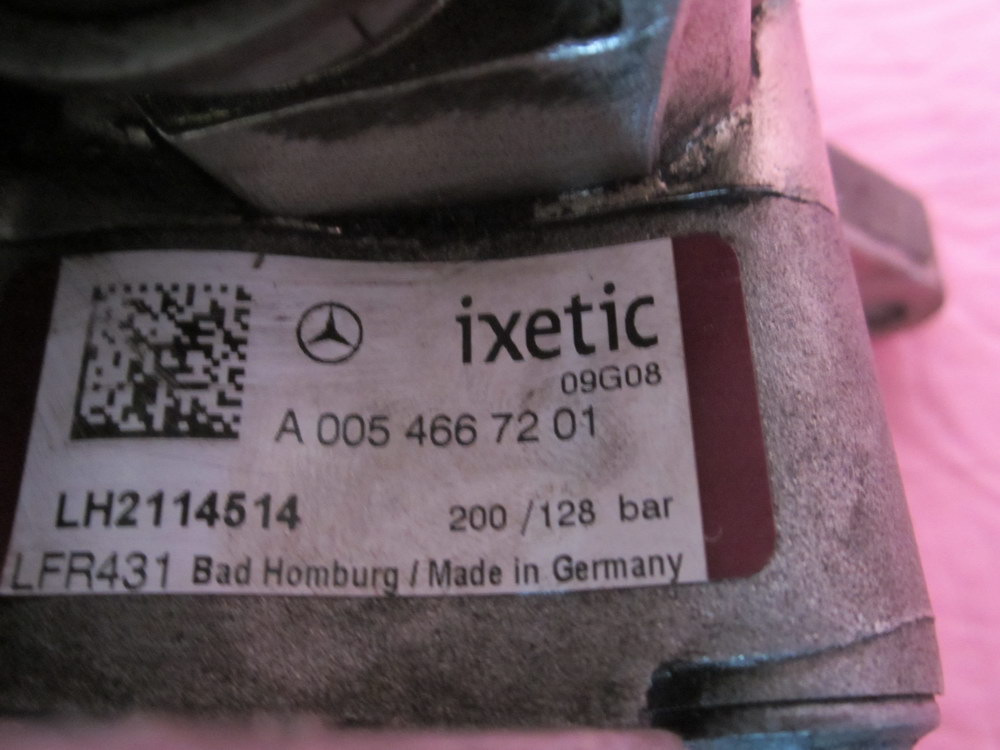 ixetic
09G08
A 005 466 72 01
LH2114514 200 /128 bar
LFR431 Bad Homburg / Made in Germany